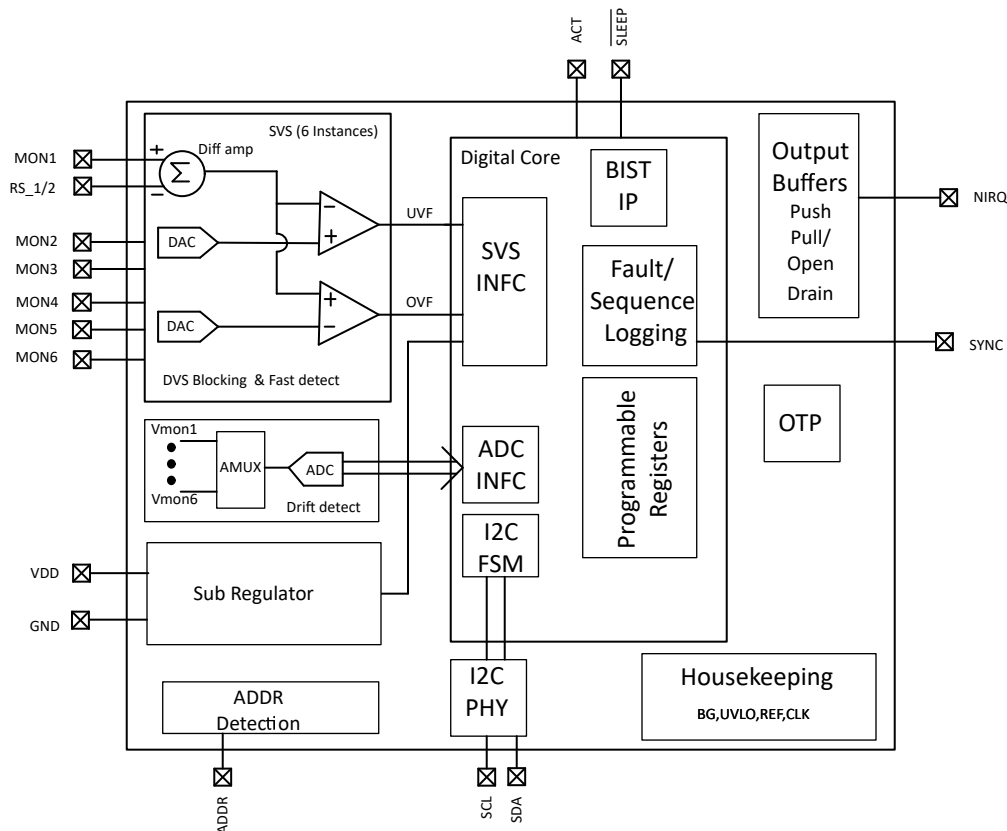 ACT
SLEEP
SVS (6 Instances)
Diff amp
+
Σ
−
MON1
RS_1/2
MON2
MON3
MON4
MON5
MON6
DAC
DAC
−
+
+
−
UVF
OVF
DVS Blocking & Fast detect
Vmon1
Vmon6
AMUX
ADC
Drift detect
VDD
GND
Sub Regulator
ADDR
Detection
ADDR
Digital Core
BIST
IP
SVS
INFC
Fault/
Sequence
Logging
ADC
INFC
Programmable
Registers
I2C
FSM
I2C
PHY
SCL
SDA
Output
Buffers
Push
Pull/
Open
Drain
NIRQ
SYNC
OTP
Housekeeping
BG,UVLO,REF,CLK